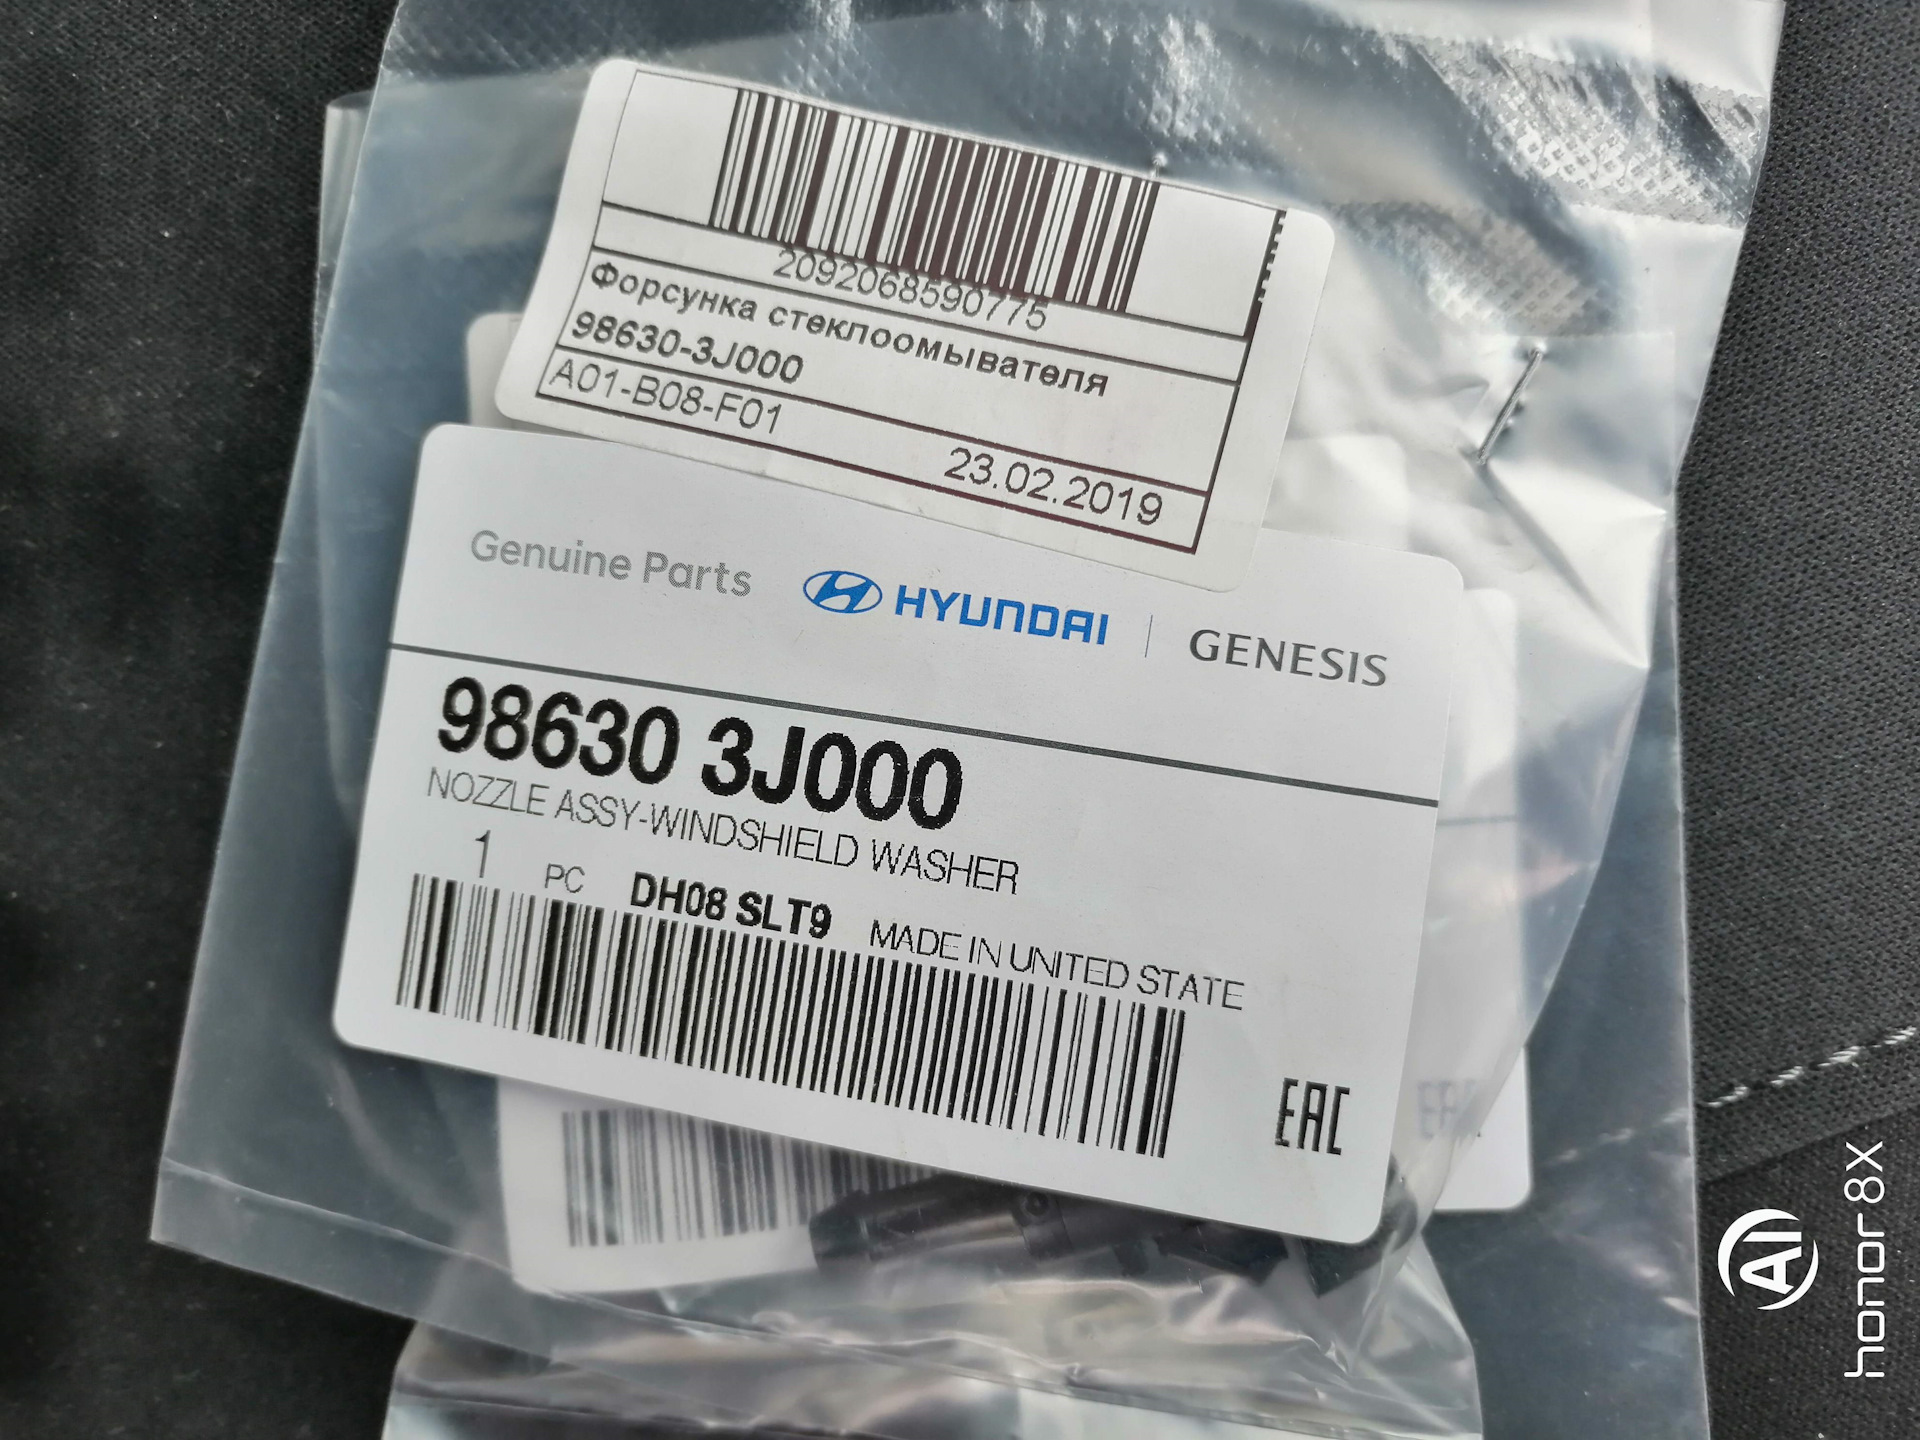 2092068590775
Форсунка стеклоомывателя
98630-3J000
A01-B08-F01
23.02.2019
Genuine Parts HYUNDAI GENESIS
98630 3J000
NOZZLE ASSY-WINDSHIELD WASHER
1 PC DH08 SLT9 MADE IN UNITED STATE
EAC
EAC
AI honor 8X